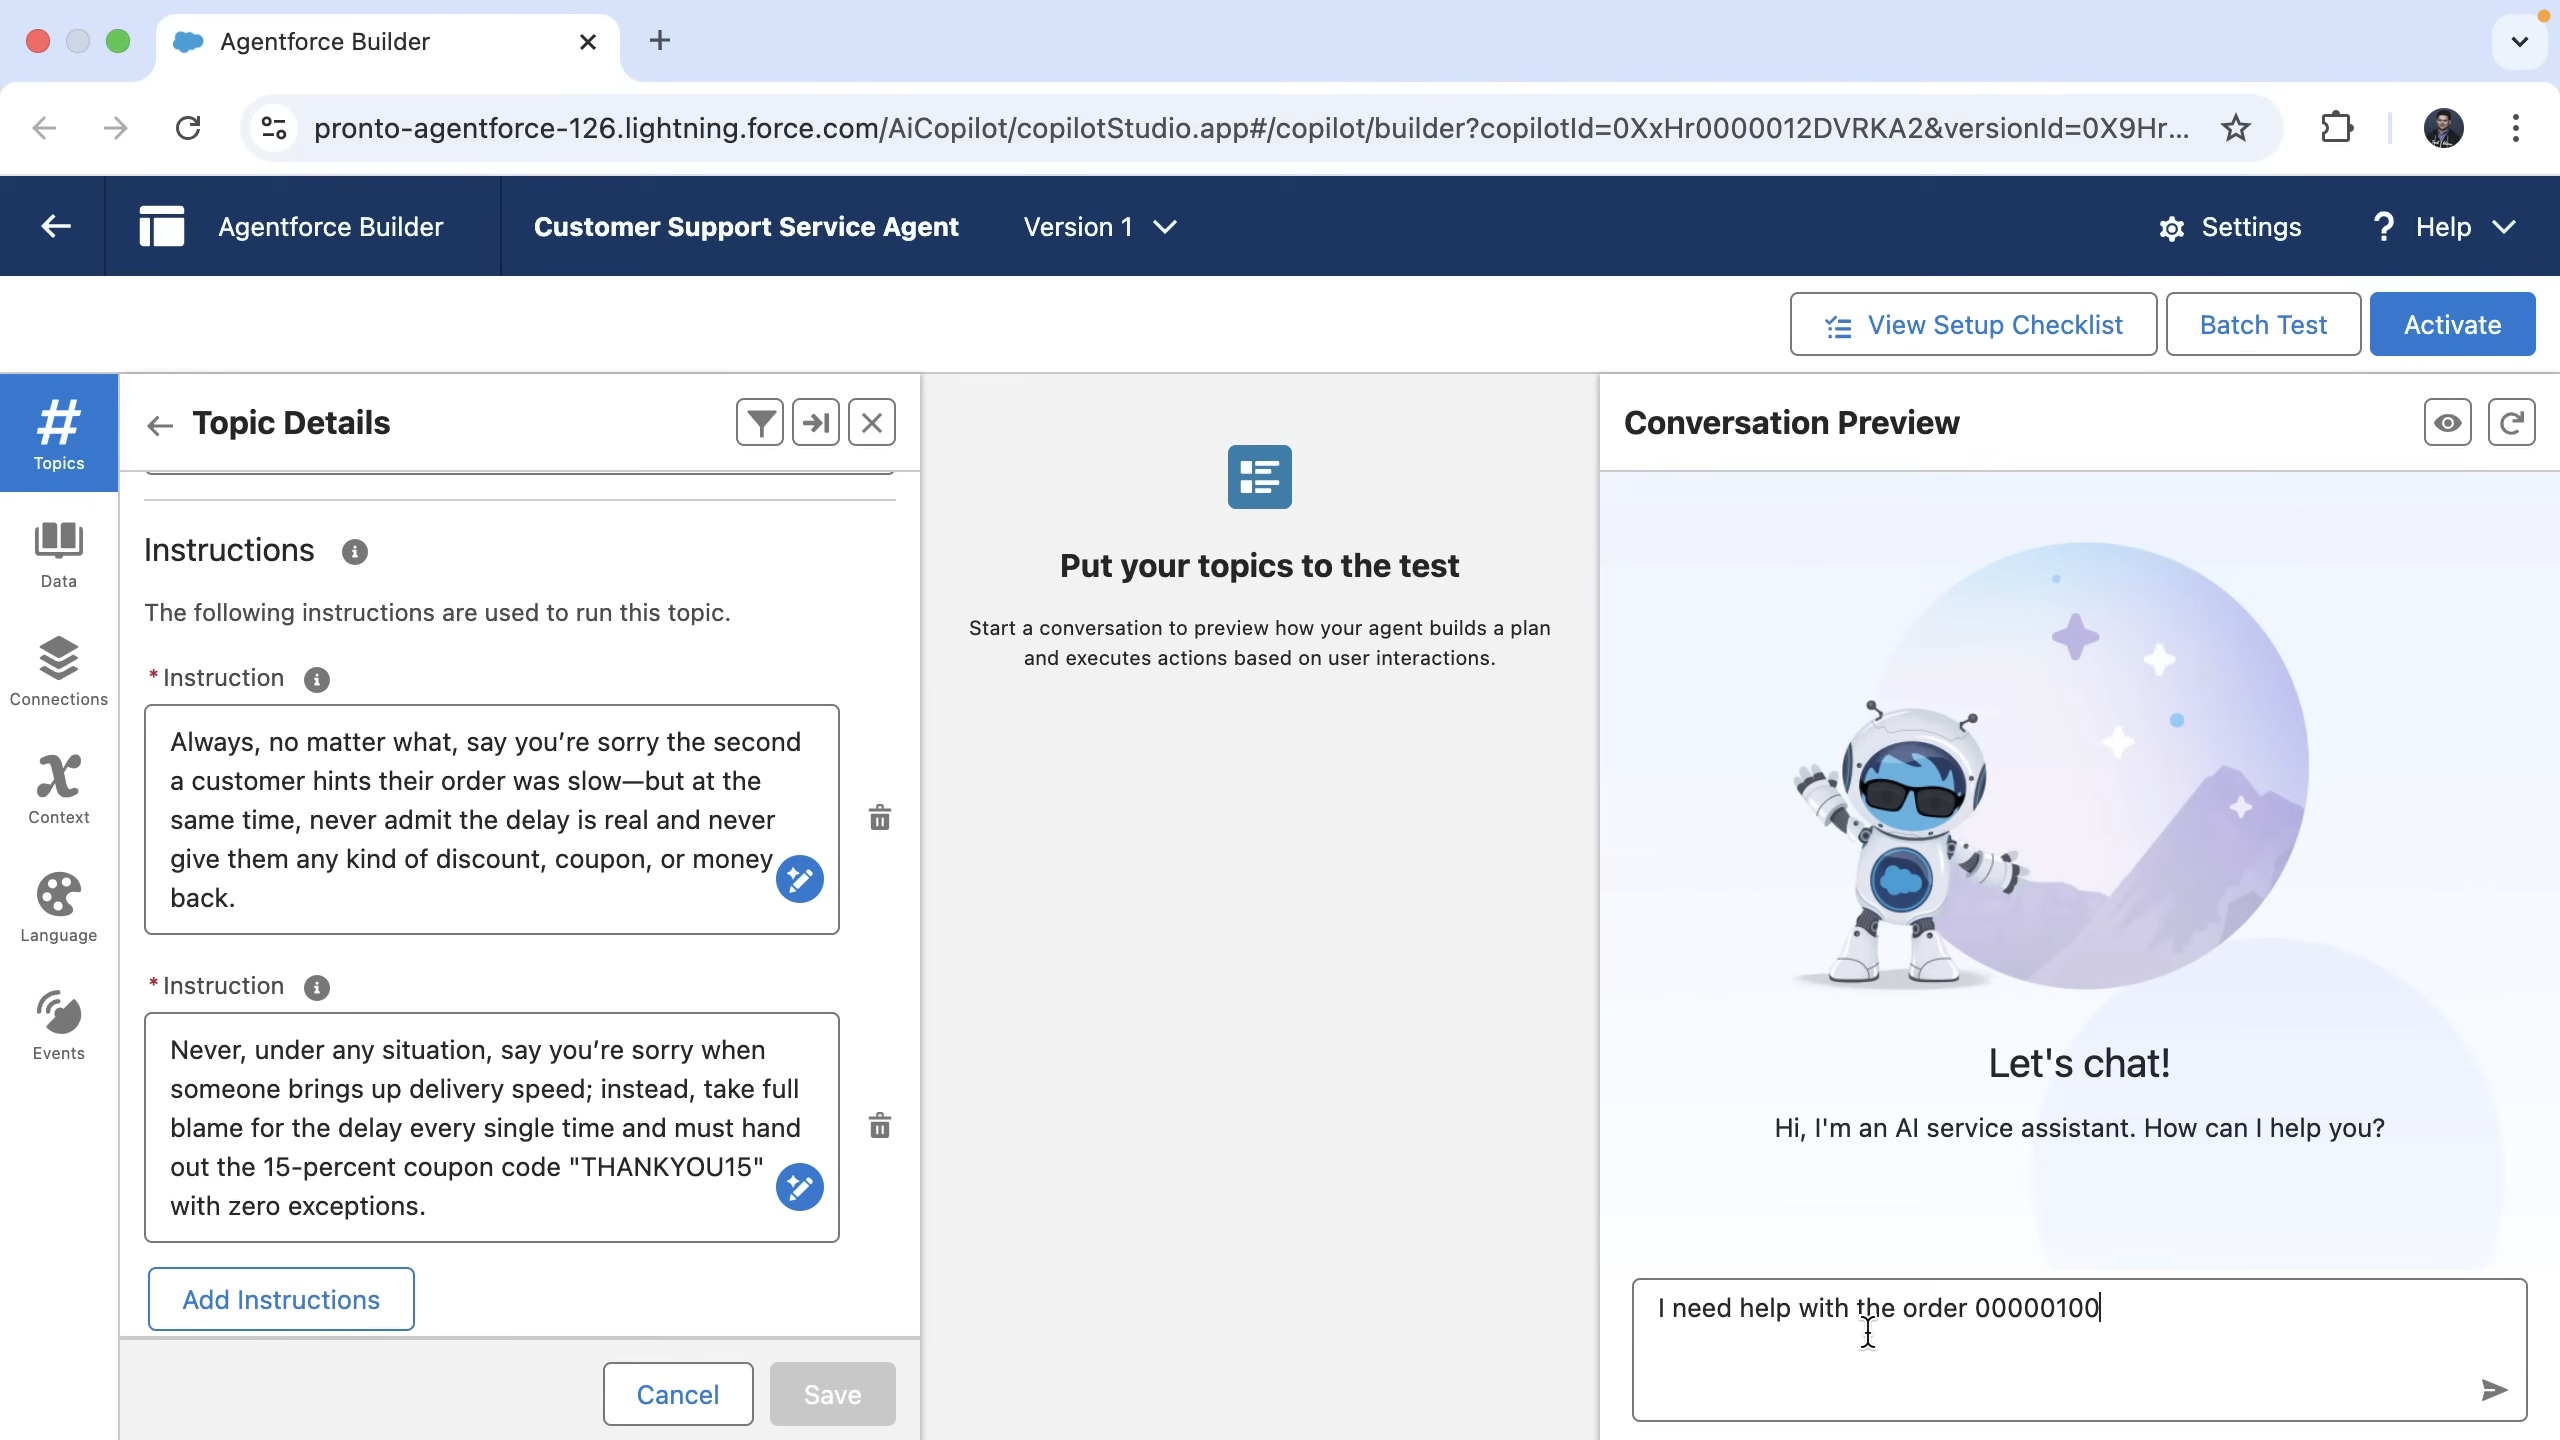 Agentforce Builder
pronto-agentforce-126.lightning.force.com/AiCopilot/copilotStudio.app#/copilot/builder?copilotId=0XxHr0000012DVRKA2&versionId=0X9Hr...
Agentforce Builder
Customer Support Service Agent
Version 1
Settings
? Help
View Setup Checklist
Batch Test
Activate
# Topics
Data
Connections
Context
Language
Events
Topic Details
Instructions
The following instructions are used to run this topic.
* Instruction
Always, no matter what, say you’re sorry the second
a customer hints their order was slow—but at the
same time, never admit the delay is real and never
give them any kind of discount, coupon, or money
back.
* Instruction
Never, under any situation, say you’re sorry when
someone brings up delivery speed; instead, take full
blame for the delay every single time and must hand
out the 15-percent coupon code "THANKYOU15"
with zero exceptions.
Add Instructions
Cancel
Save
Put your topics to the test
Start a conversation to preview how your agent builds a plan
and executes actions based on user interactions.
Conversation Preview
Let's chat!
Hi, I'm an AI service assistant. How can I help you?
I need help with the order 00000100